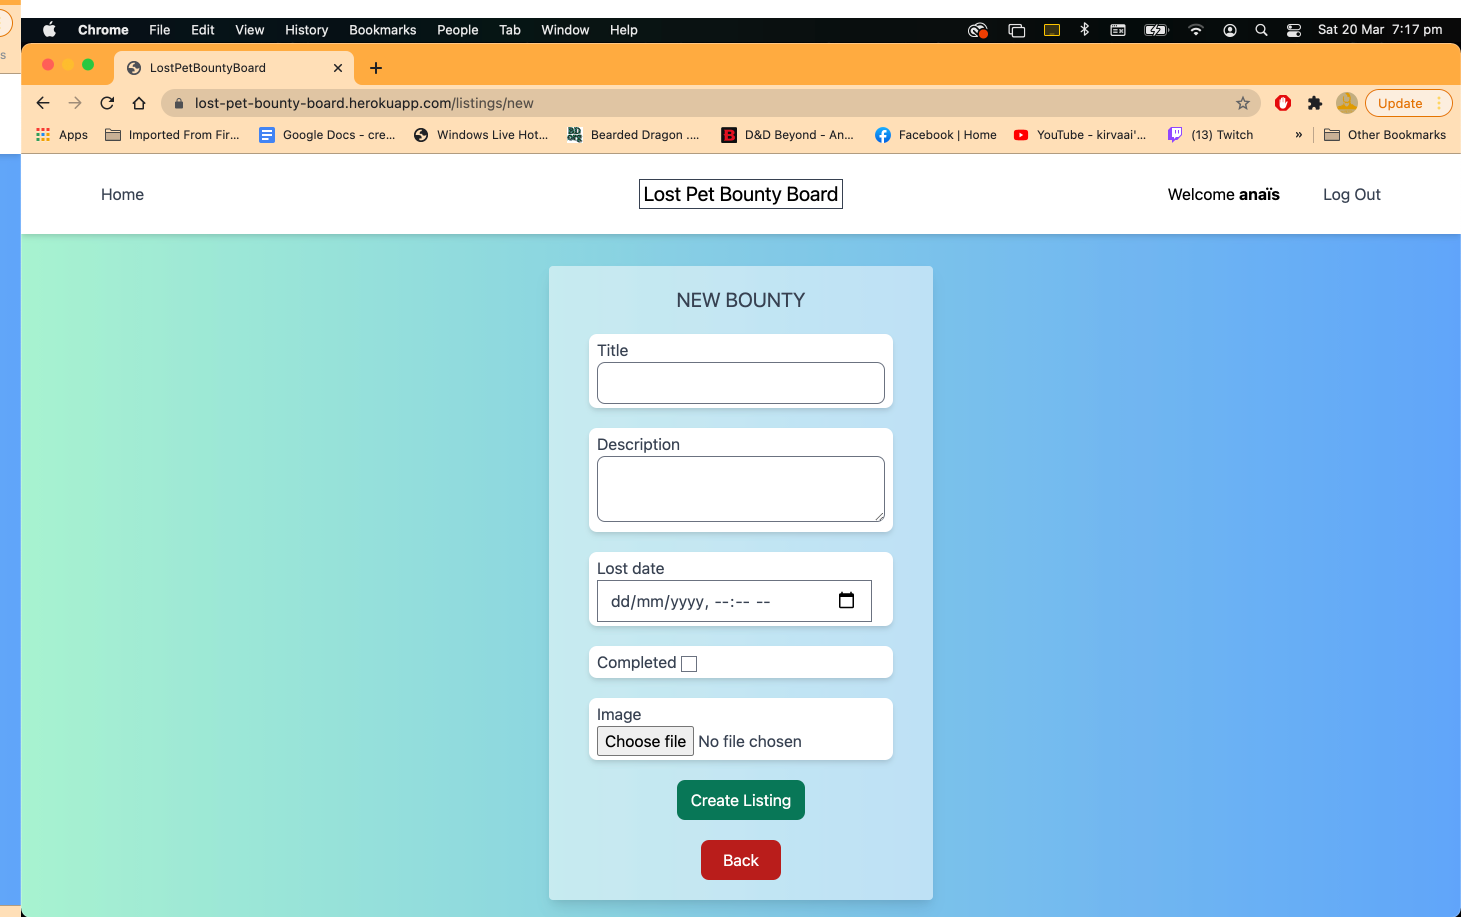 Chrome File Edit View History Bookmarks People Tab Window Help Sat 20 Mar 7:17 pm
s
LostPetBountyBoard
lost-pet-bounty-board.herokuapp.com/listings/new Update
Apps Imported From Fir... Google Docs - cre... Windows Live Hot... Bearded Dragon .... D&D Beyond - An... Facebook | Home YouTube - kirvaai'... (13) Twitch » Other Bookmarks
Home Lost Pet Bounty Board Welcome anaïs Log Out
NEW BOUNTY
Title
Description
Lost date
dd/mm/yyyy, --:-- --
Completed
Image
Choose file No file chosen
Create Listing
Back